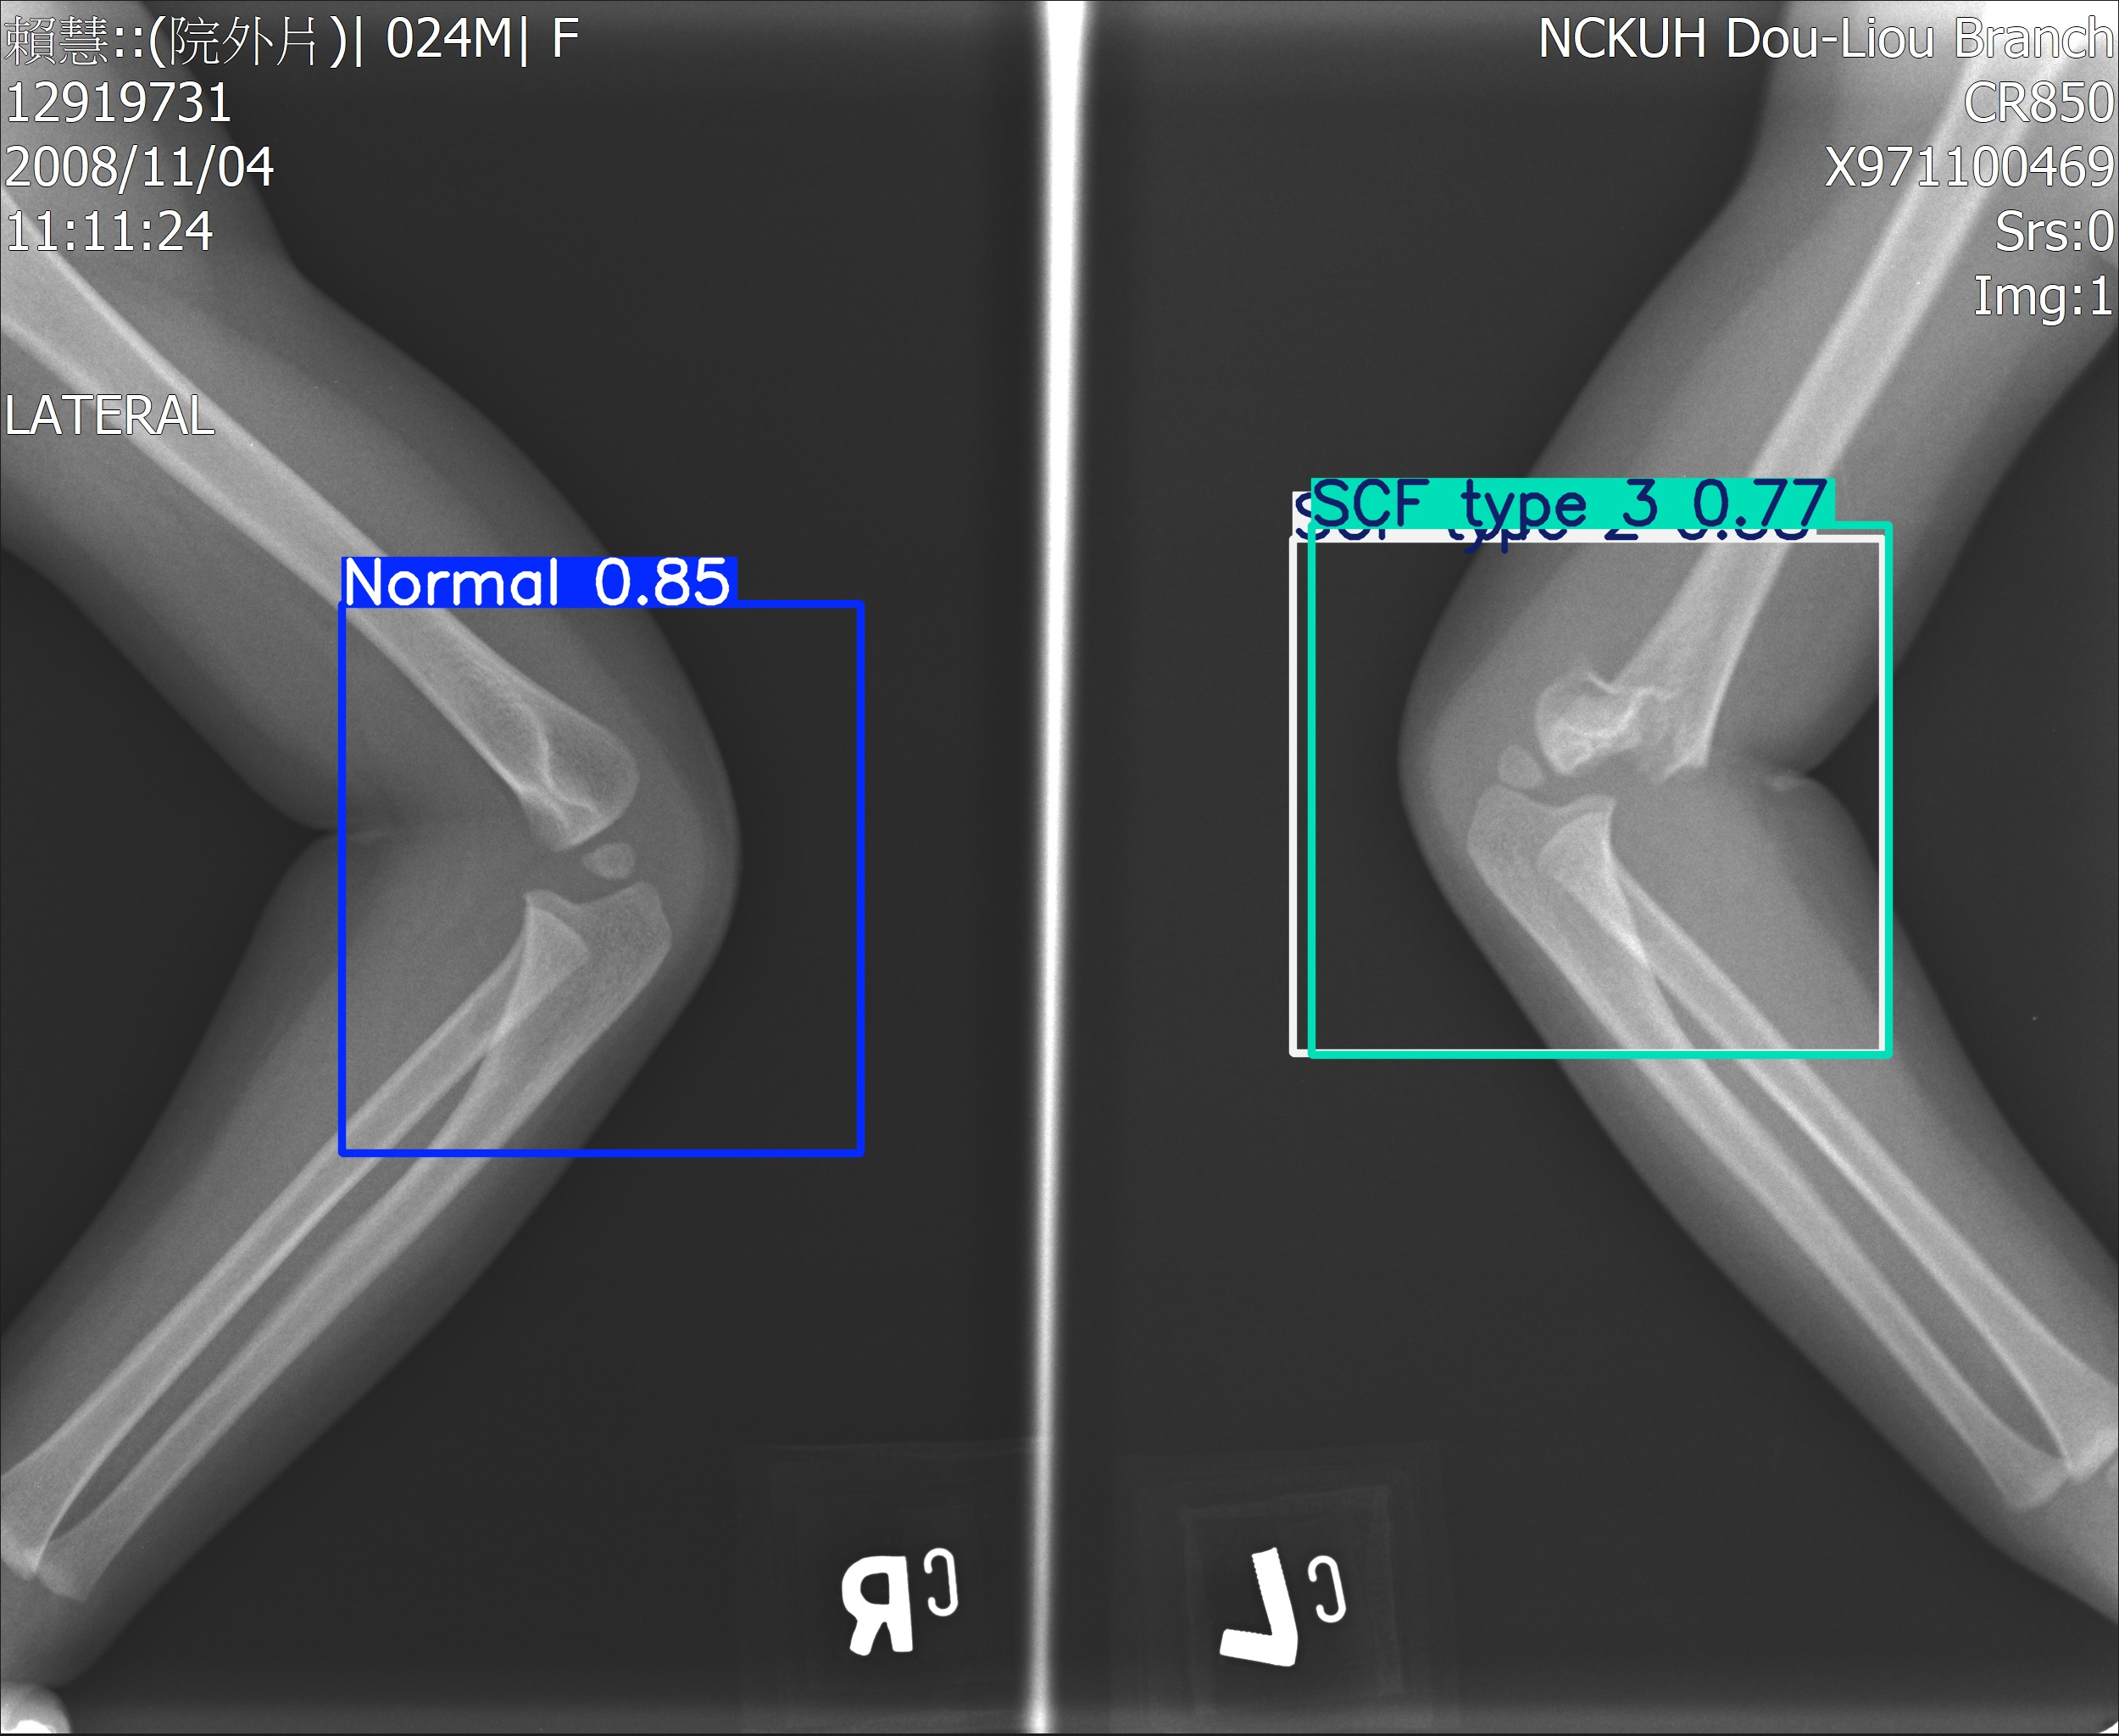 賴慧::(院外片)| 024M| F
12919731
2008/11/04
11:11:24
LATERAL
NCKUH Dou-Liou Branch
CR850
X971100469
Srs:0
Img:1
Normal 0.85
SCF type 3 0.77
R C
L C